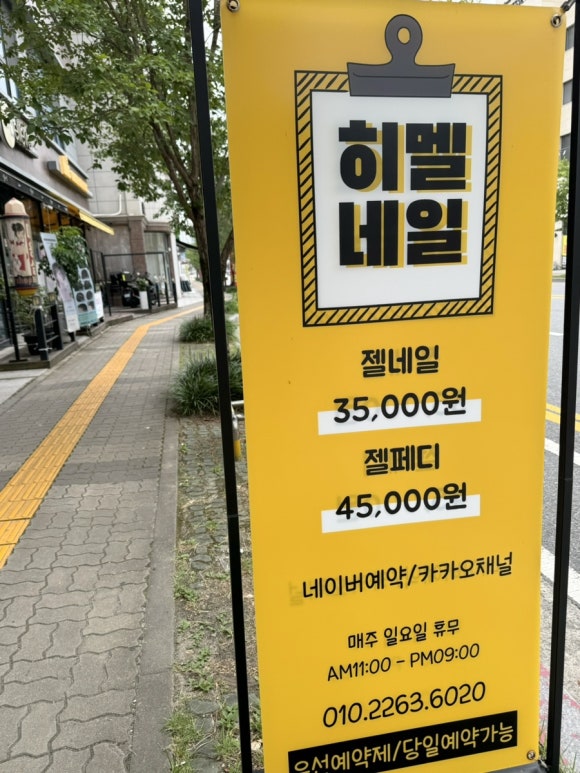 히멜
네일
젤네일
35,000원
젤페디
45,000원
네이버예약/카카오채널
매주 일요일 휴무
AM11:00 - PM09:00
010.2263.6020
우선예약제/당일예약가능